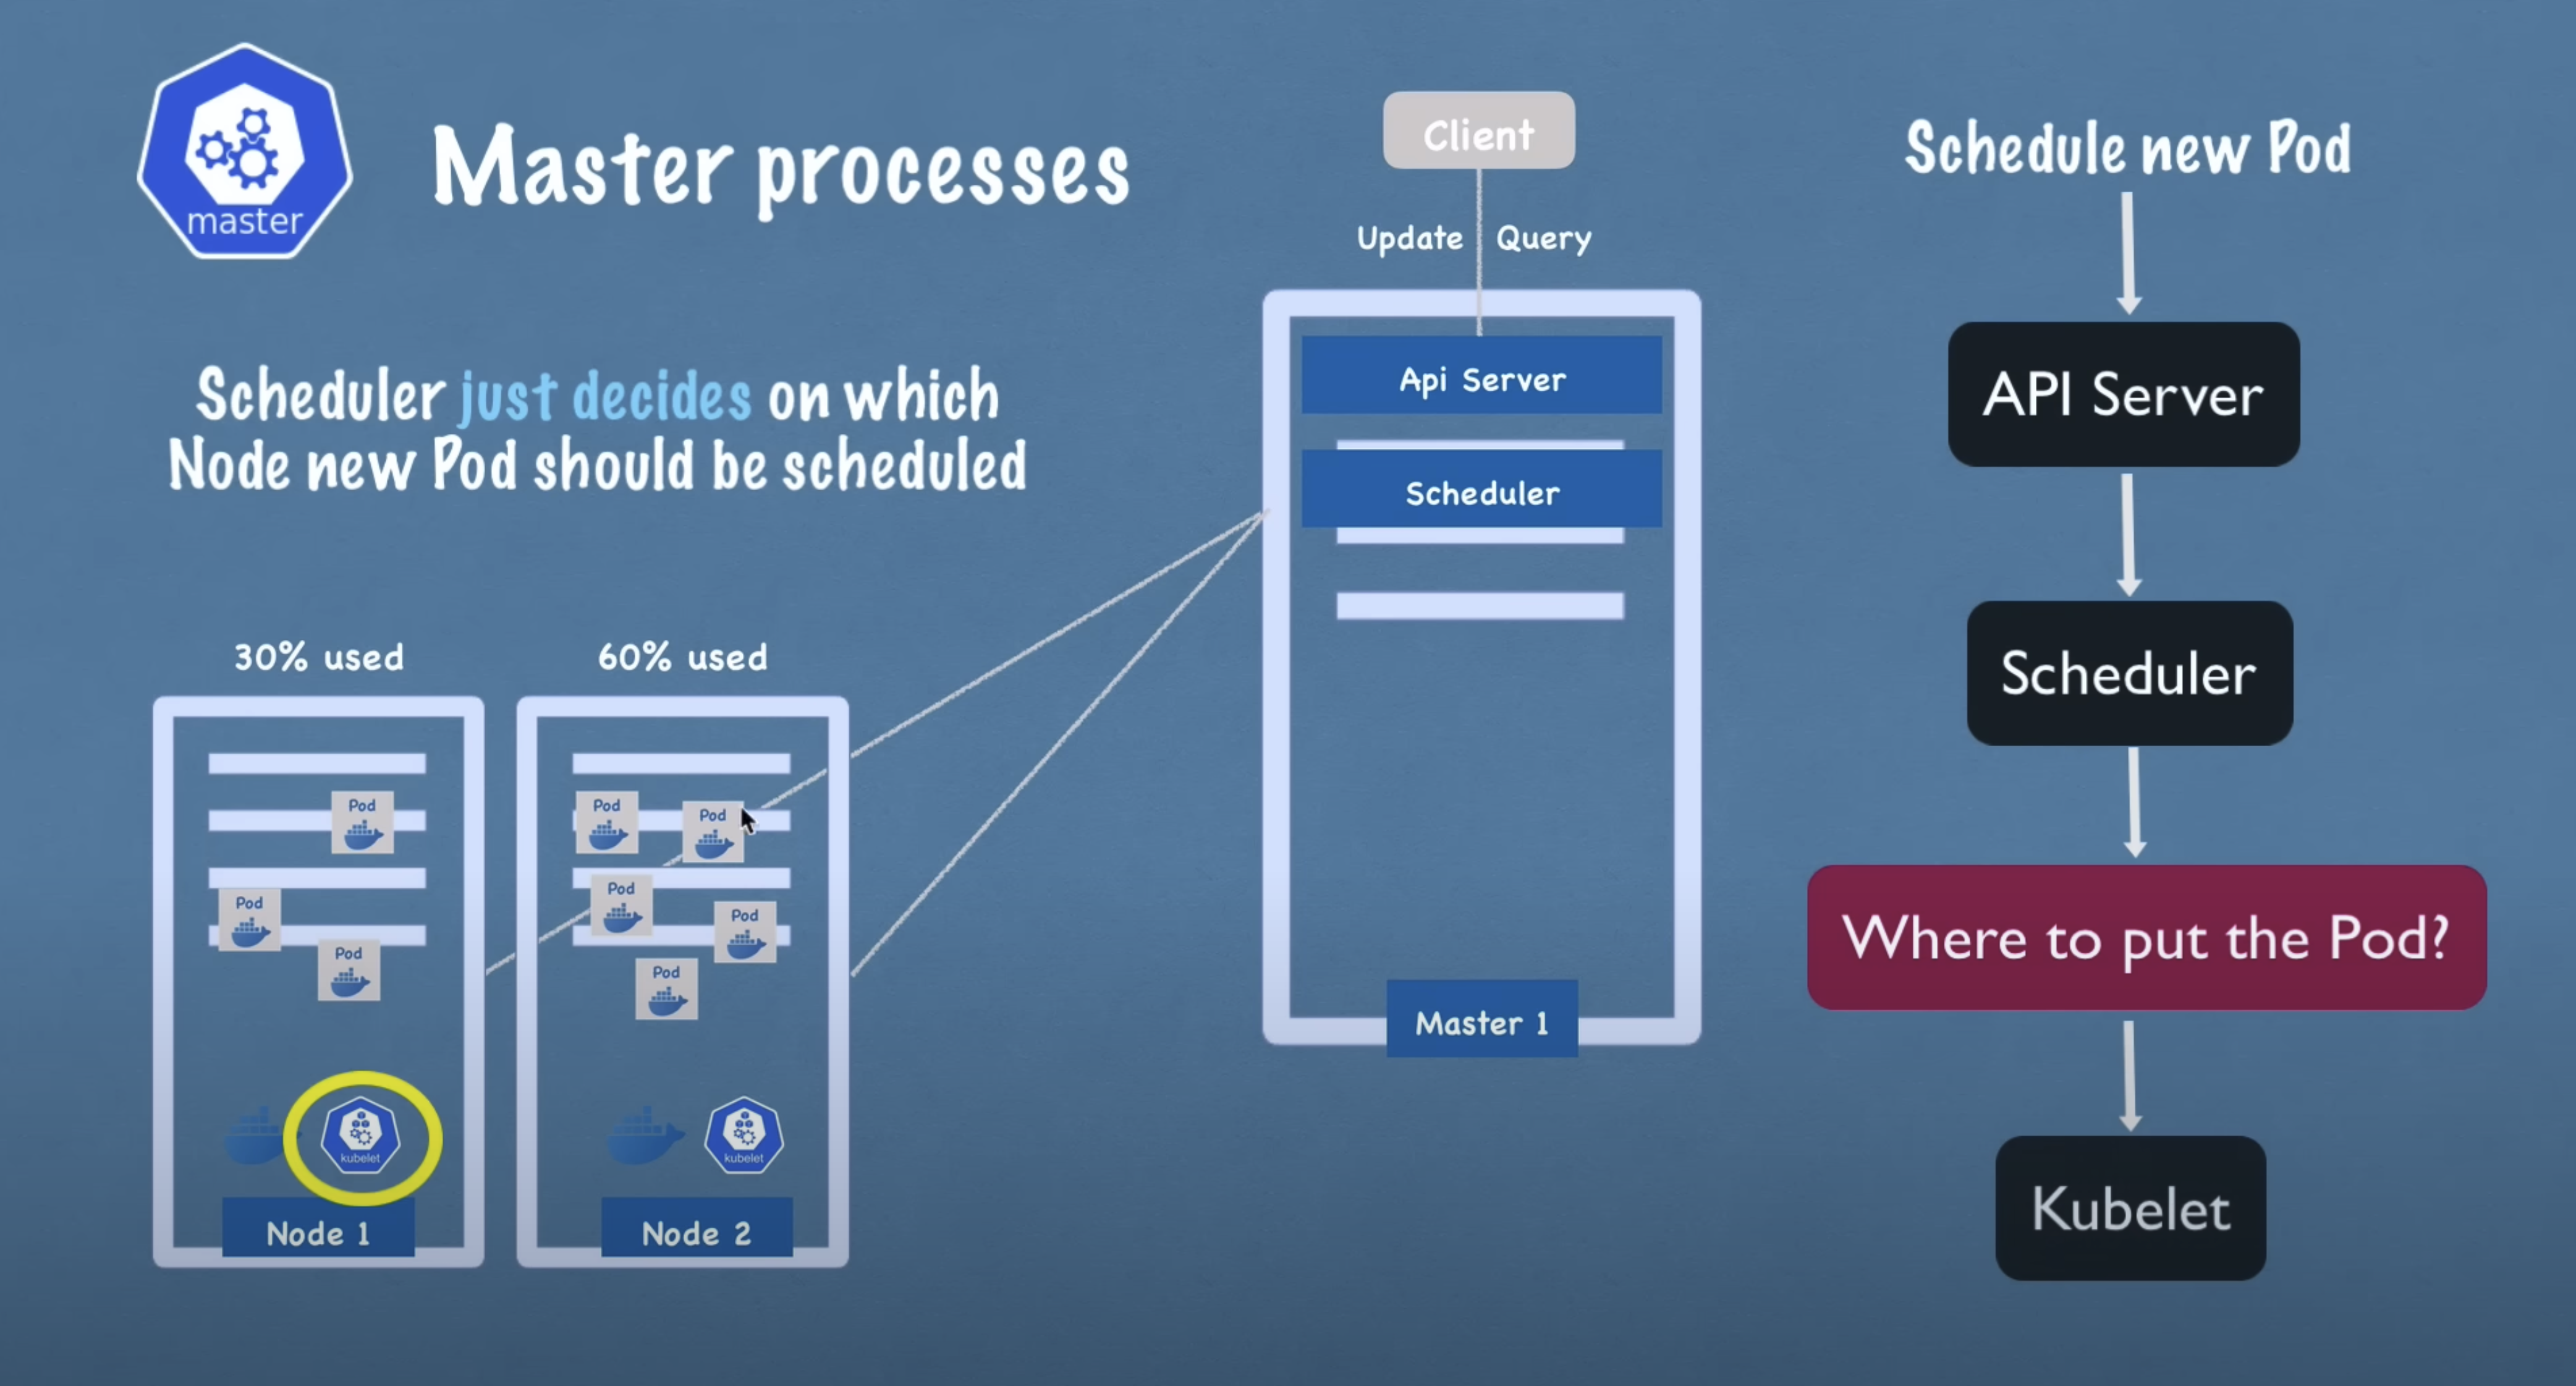 master
Master processes
Scheduler just decides on which
Node new Pod should be scheduled
30% used
60% used
Pod
Pod
Pod
Pod
Pod
Pod
Pod
Pod
kubelet
kubelet
Node 1
Node 2
Client
Update
Query
Api Server
Scheduler
Master 1
Schedule new Pod
API Server
Scheduler
Where to put the Pod?
Kubelet